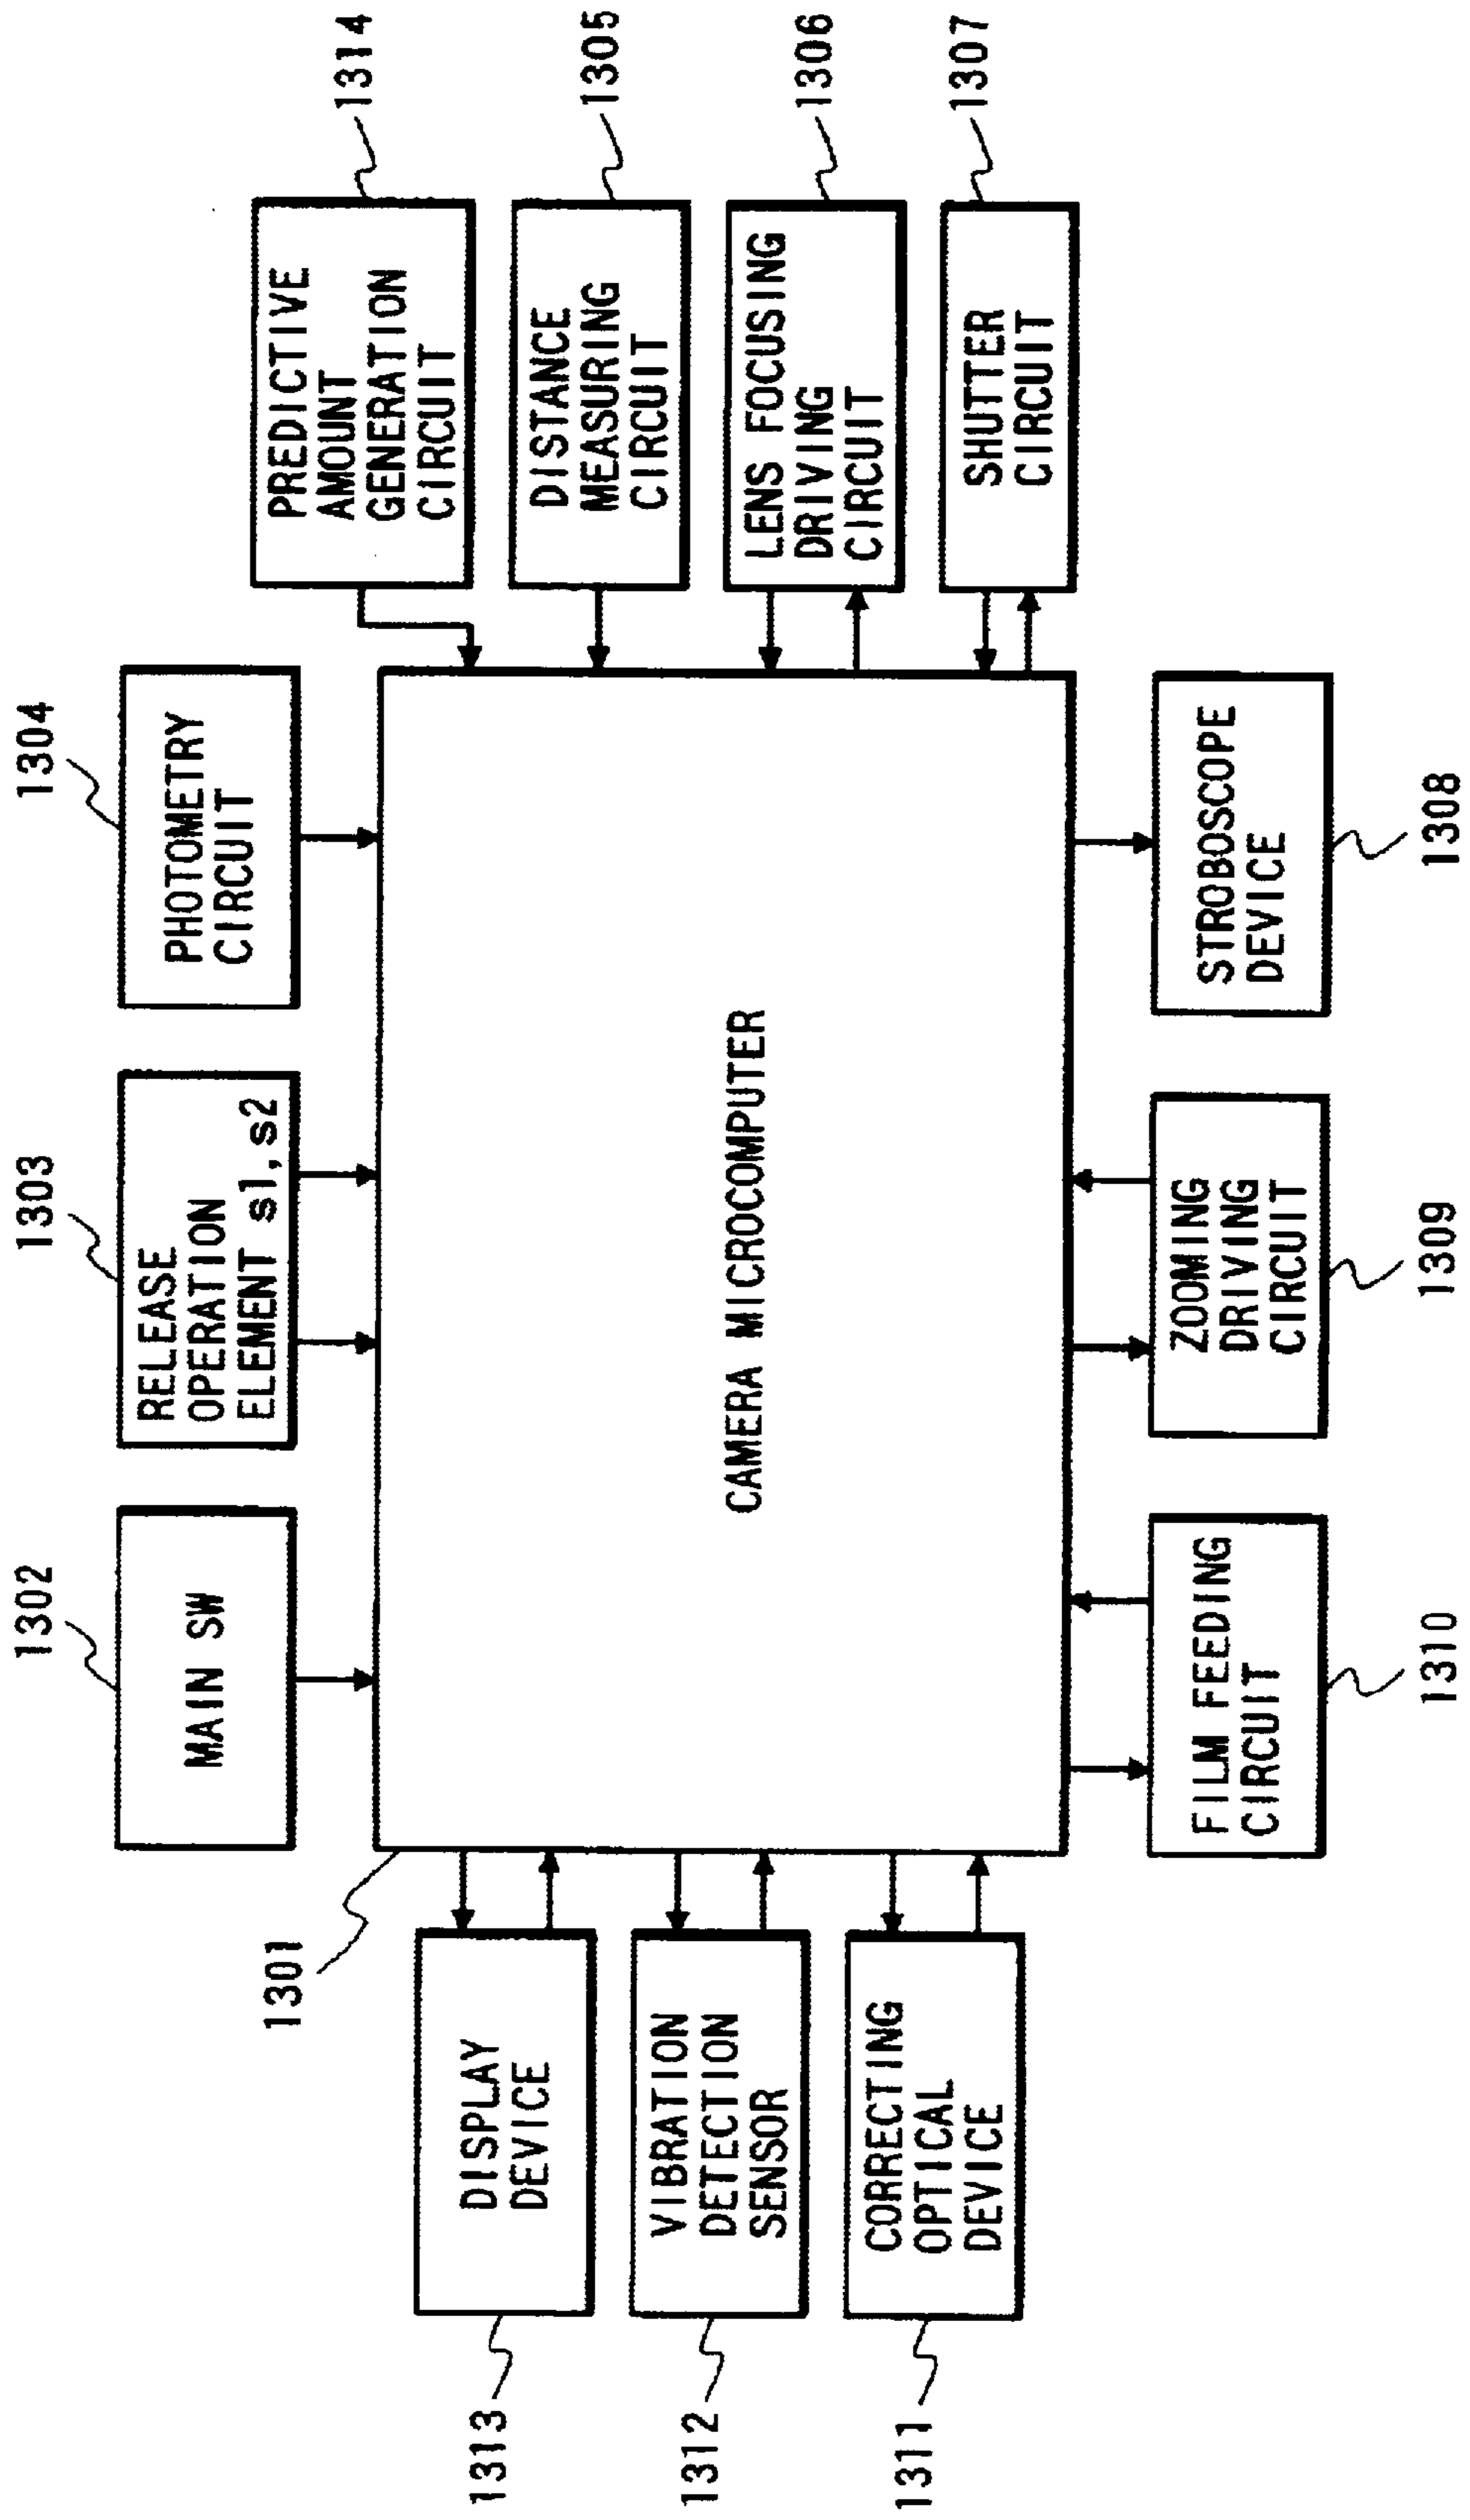 1302
1303
1304
MAIN SW
RELEASE
OPERATION
ELEMENT s1, s2
PHOTOMETRY
CIRCUIT
1301
1314
PREDICTIVE
AMOUNT
GENERATION
CIRCUIT
1313
DISPLAY
DEVICE
1305
DISTANCE
MEASURING
CIRCUIT
1312
VIBRATION
DETECTION
SENSOR
CAMERA MICROCOMPUTER
1306
LENS FOCUSING
DRIVING
CIRCUIT
1311
CORRECTING
OPTICAL
DEVICE
1307
SHUTTER
CIRCUIT
FILM FEEDING
CIRCUIT
ZOOMING
DRIVING
CIRCUIT
STROBOSCOPE
DEVICE
1310
1309
1308